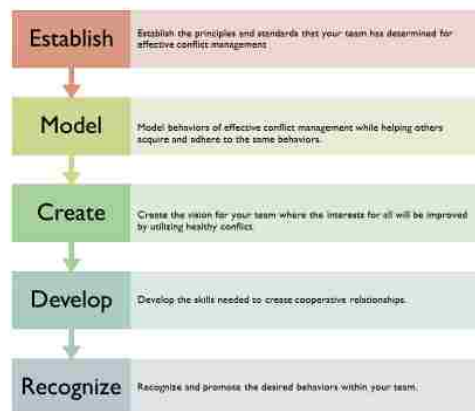 Establish
Establish the principles and standards that your team has determined for
effective conflict management
Model
Model behaviors of effective conflict management while helping others
acquire and adhere to the same behaviors.
Create
Create the vision for your team where the interests for all will be improved
by utilizing healthy conflict
Develop
Develop the skills needed to create cooperative relationships.
Recognize
Recognize and promote the desired behaviors within your team.